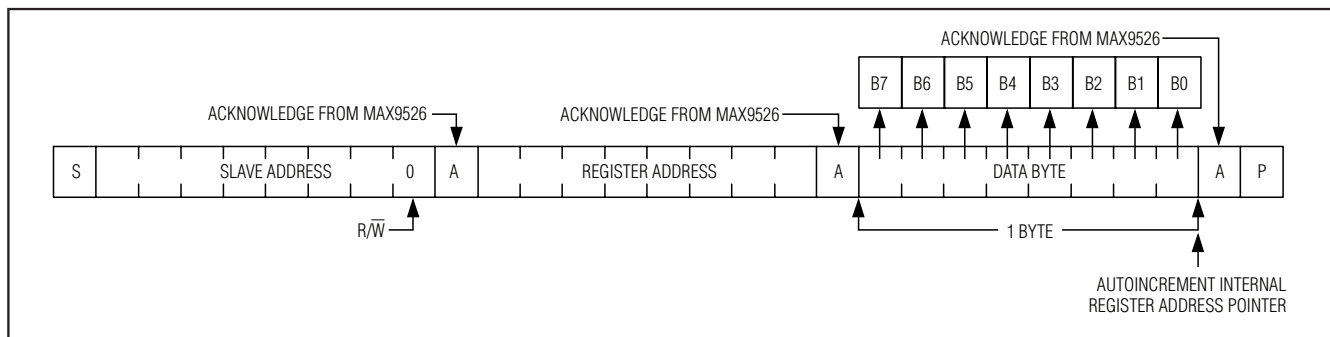 ACKNOWLEDGE FROM MAX9526
B7 B6 B5 B4 B3 B2 B1 B0
ACKNOWLEDGE FROM MAX9526 ACKNOWLEDGE FROM MAX9526
S SLAVE ADDRESS 0 A REGISTER ADDRESS A DATA BYTE A P
R/W̅ 1 BYTE
AUTOINCREMENT INTERNAL
REGISTER ADDRESS POINTER